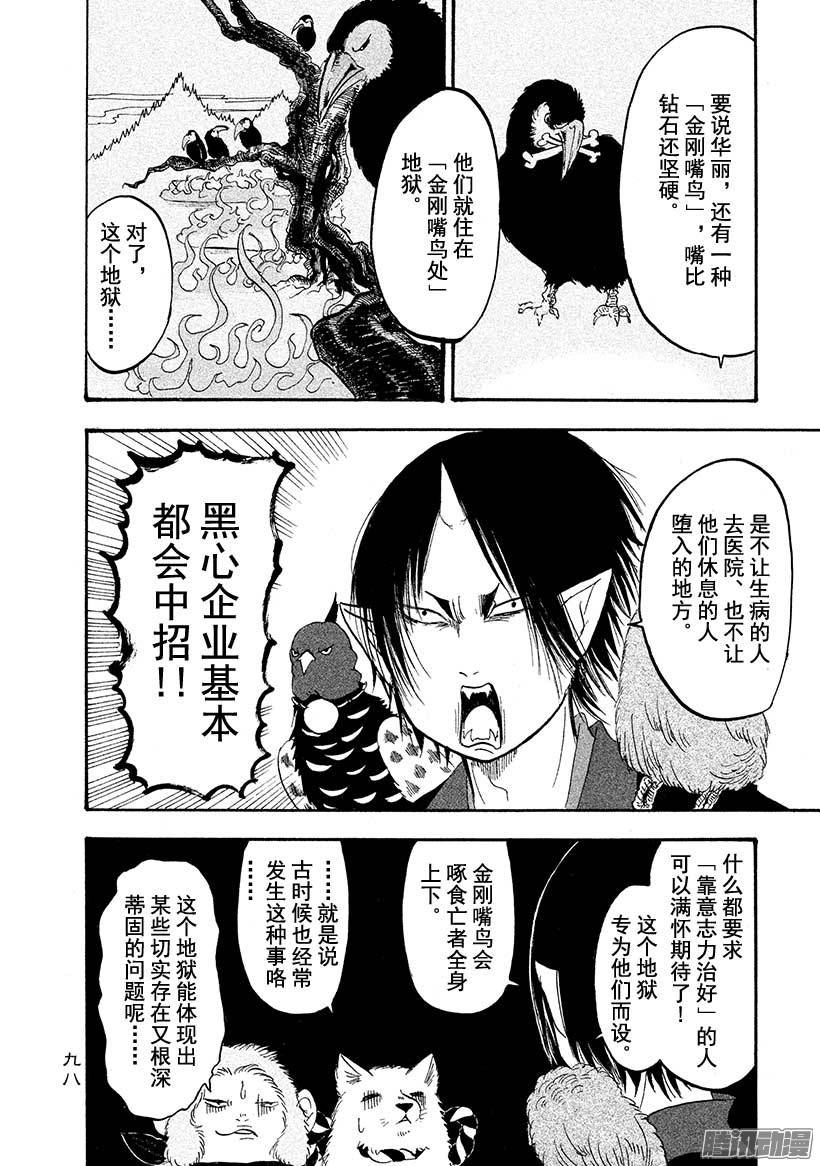 要说华丽，还有一种
「金刚嘴鸟」，嘴比
钻石还坚硬。
他们就住在
「金刚嘴鸟处」
地狱。
对了，
这个地狱……
是不让生病的人
去医院、也不让
他们休息的人
堕入的地方。
黑心企业基本
都会中招!!
什么都要求
「靠意志力治好」的人
可以满怀期待了！
这个地狱
专为他们而设。
金刚嘴鸟会
啄食亡者全身
上下。
……就是说
古时候也经常
发生这种事咯
……
这个地狱能体现出
某些切实存在又根深
蒂固的问题呢……
九八
腾讯动漫